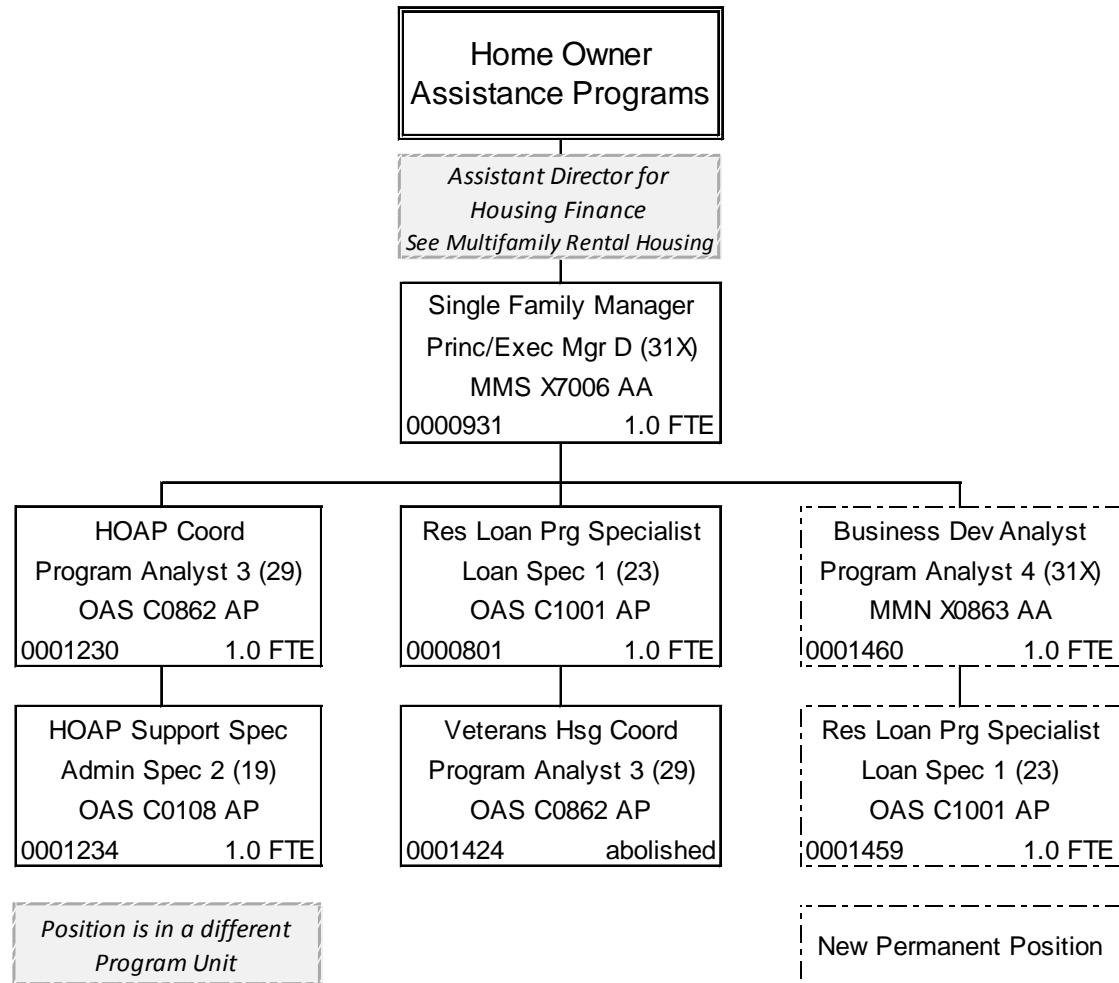 Home Owner
Assistance Programs
Assistant Director for
Housing Finance
See Multifamily Rental Housing
Single Family Manager
Princ/Exec Mgr D (31X)
MMS X7006 AA
0000931 1.0 FTE
HOAP Coord
Program Analyst 3 (29)
OAS C0862 AP
0001230 1.0 FTE
Res Loan Prg Specialist
Loan Spec 1 (23)
OAS C1001 AP
0000801 1.0 FTE
Business Dev Analyst
Program Analyst 4 (31X)
MMN X0863 AA
0001460 1.0 FTE
HOAP Support Spec
Admin Spec 2 (19)
OAS C0108 AP
0001234 1.0 FTE
Veterans Hsg Coord
Program Analyst 3 (29)
OAS C0862 AP
0001424 abolished
Res Loan Prg Specialist
Loan Spec 1 (23)
OAS C1001 AP
0001459 1.0 FTE
Position is in a different
Program Unit
New Permanent Position